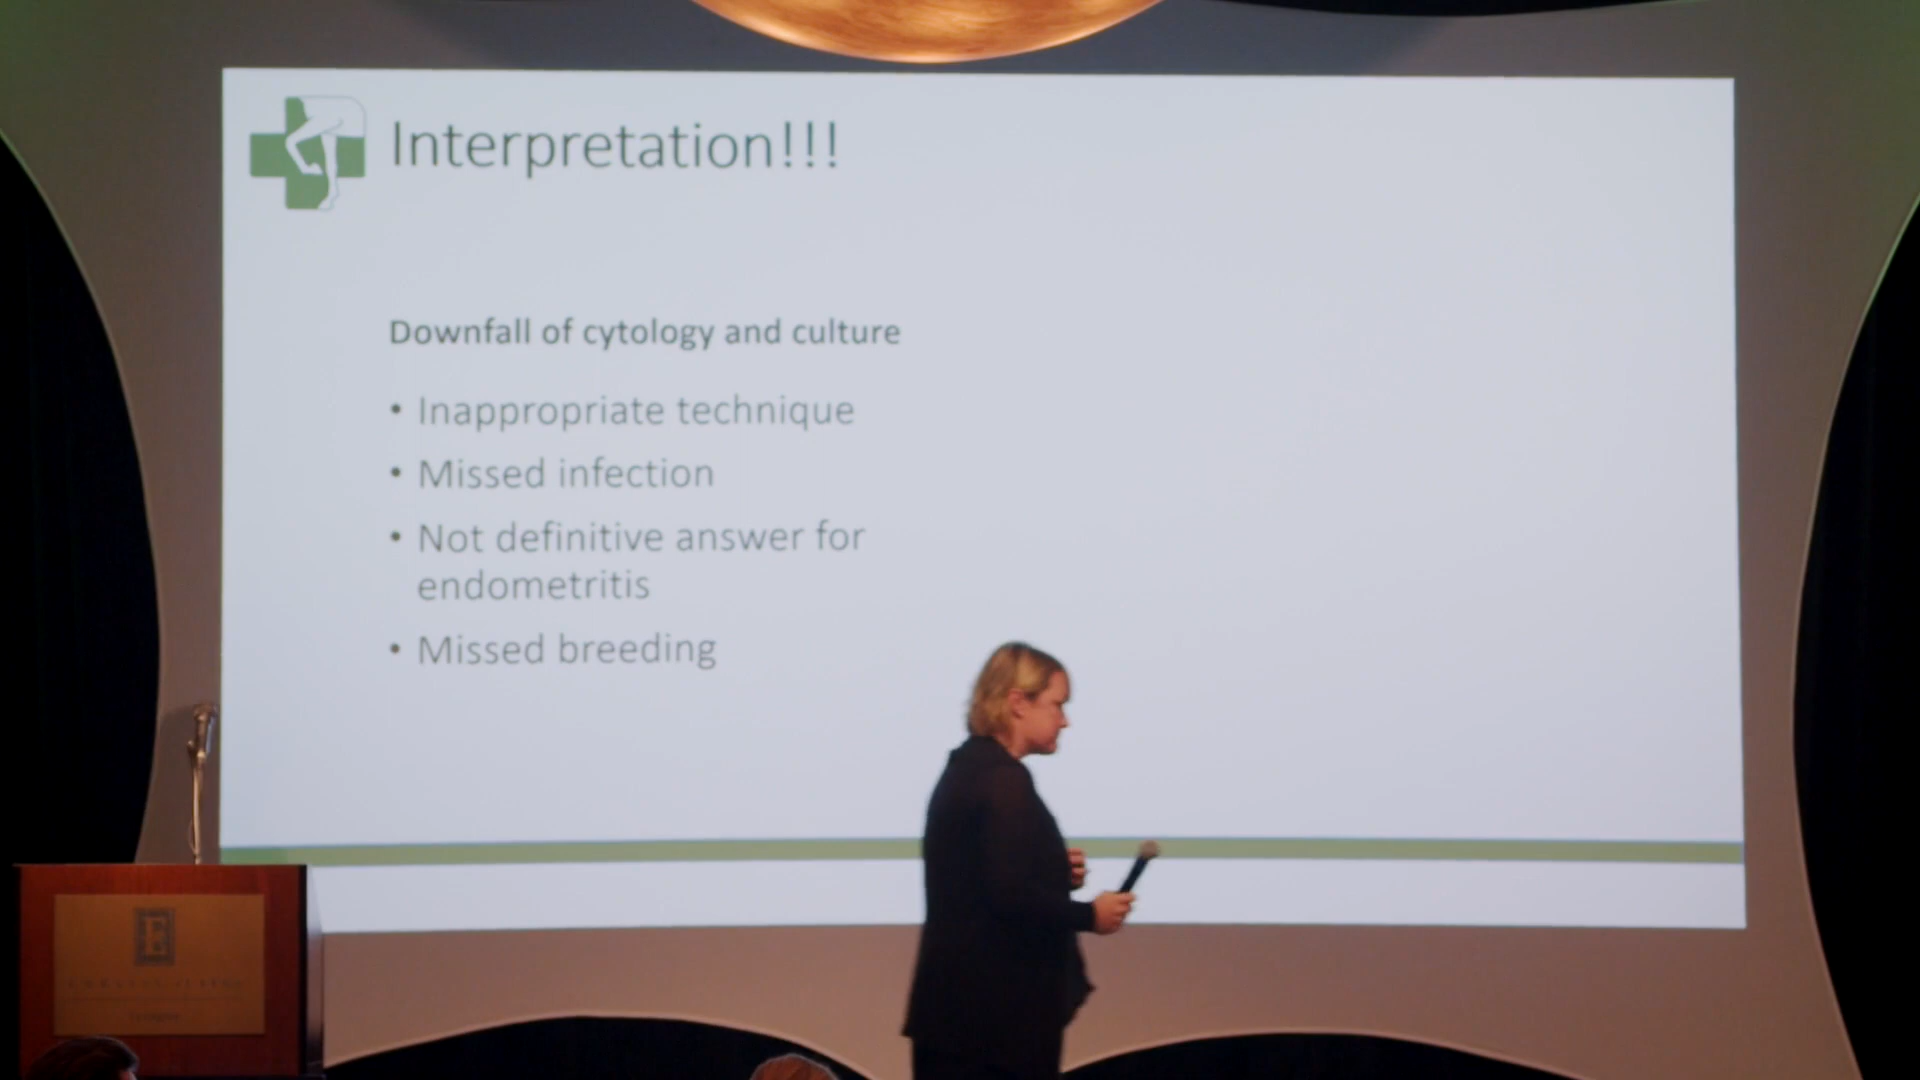 Interpretation!!!
Downfall of cytology and culture
• Inappropriate technique
• Missed infection
• Not definitive answer for
endometritis
• Missed breeding